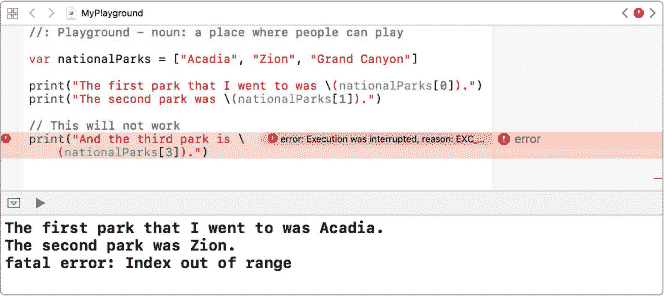 MyPlayground
//: Playground - noun: a place where people can play
var nationalParks = ["Acadia", "Zion", "Grand Canyon"]
print("The first park that I went to was \(nationalParks[0]).")
print("The second park was \(nationalParks[1]).")
// This will not work
print("And the third park is \
error: Execution was interrupted, reason: EXC_...
error
(nationalParks[3]).")
The first park that I went to was Acadia.
The second park was Zion.
fatal error: Index out of range